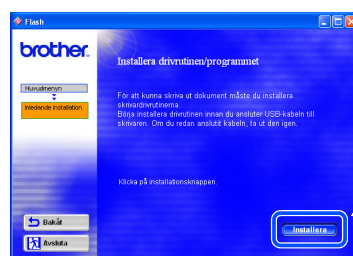 Flash
brother.
Installera drivrutinen/programmet
Huvudmenyn
Inledande installation
För att kunna skriva ut dokument måste du installera
skrivardrivrutinerna.
Börja installera drivrutinen innan du ansluter USB-kabeln till
skrivaren. Om du redan anslutit kabeln, ta ut den igen.
Klicka på installationsknappen.
Bakåt
Avsluta
Installera